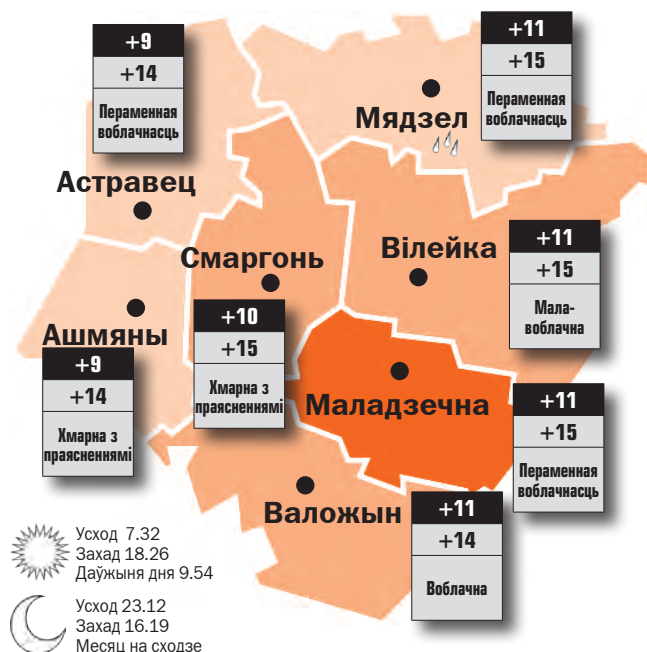 +9
+14
Пераменная
воблачнасць
Астравец
+11
+15
Пераменная
воблачнасць
Мядзел
Смаргонь
+10
+15
Хмарна з
праясненнямі
Вілейка
+11
+15
Мала-
воблачна
Ашмяны
+9
+14
Хмарна з
праясненнямі
Маладзечна
+11
+15
Пераменная
воблачнасць
Валожын
+11
+14
Воблачна
Усход 7.32
Захад 18.26
Даўжыня дня 9.54
Усход 23.12
Захад 16.19
Месяц на сходзе